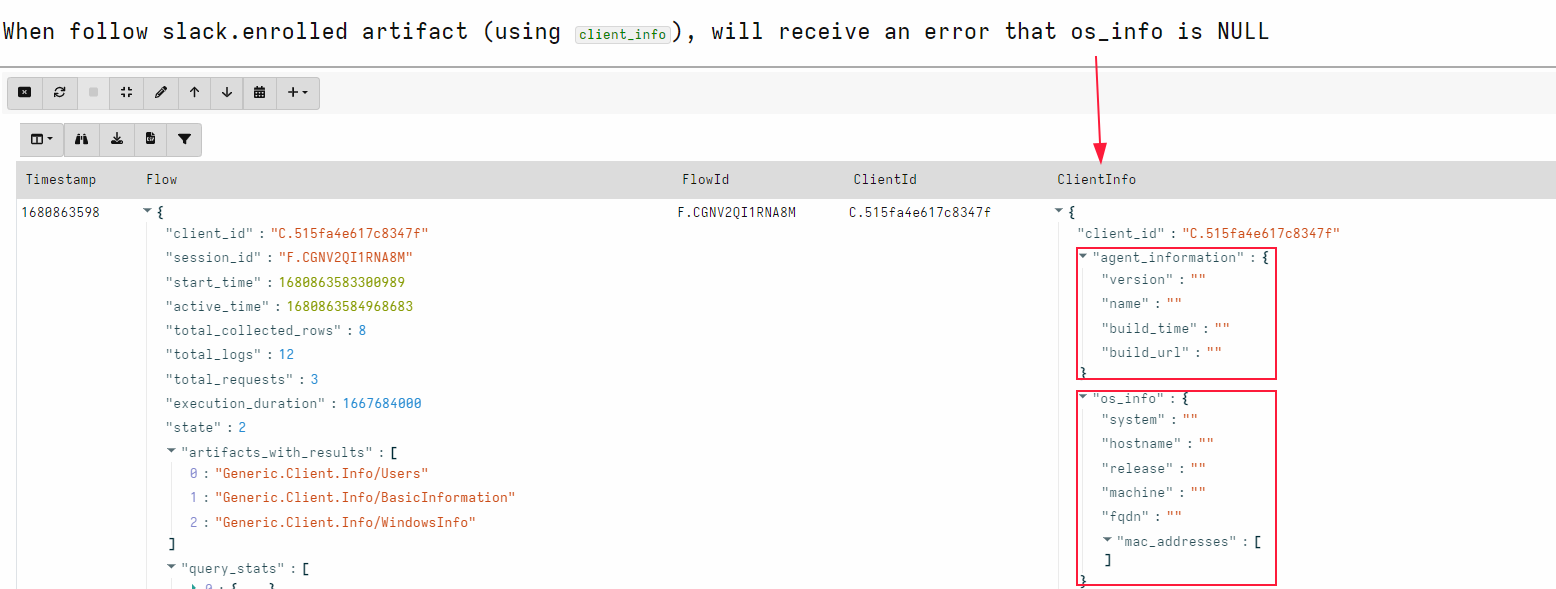 When follow slack.enrolled artifact (using client_info), will receive an error that os_info is NULL
Timestamp Flow FlowId ClientId ClientInfo
1680863598 { F.CGNV2QI1RNA8M C.515fa4e617c8347f {
"client_id" : "C.515fa4e617c8347f" "client_id" : "C.515fa4e617c8347f"
"session_id" : "F.CGNV2QI1RNA8M" "agent_information" : {
"start_time" : 1680863583300989 "version" : ""
"active_time" : 1680863584968683 "name" : ""
"total_collected_rows" : 8 "build_time" : ""
"total_logs" : 12 "build_url" : ""
"total_requests" : 3 }
"execution_duration" : 1667684000 "os_info" : {
"state" : 2 "system" : ""
"artifacts_with_results" : [ "hostname" : ""
0 : "Generic.Client.Info/Users" "release" : ""
1 : "Generic.Client.Info/BasicInformation" "machine" : ""
2 : "Generic.Client.Info/WindowsInfo" "fqdn" : ""
] "mac_addresses" : [
"query_stats" : [ ]
0 : { ... } }